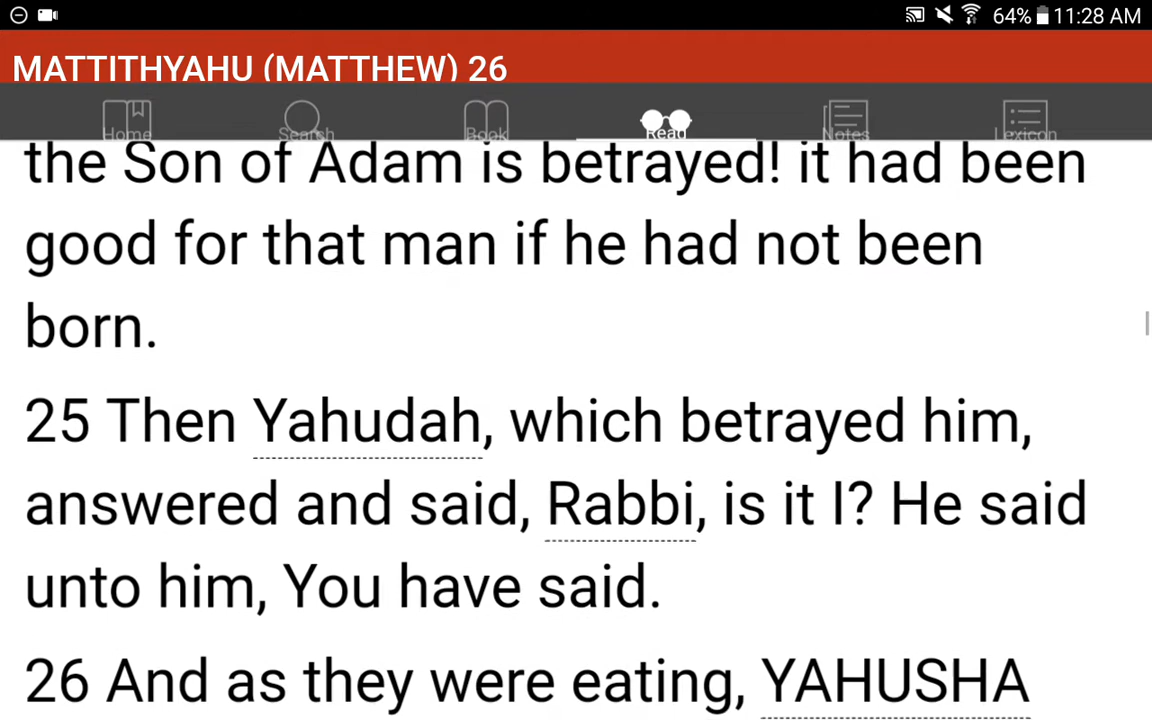 64% 11:28 AM
MATTITHYAHU (MATTHEW) 26
Home Search Book Read Notes Lexicon
the Son of Adam is betrayed! it had been
good for that man if he had not been
born.
25 Then Yahudah, which betrayed him,
answered and said, Rabbi, is it I? He said
unto him, You have said.
26 And as they were eating, YAHUSHA